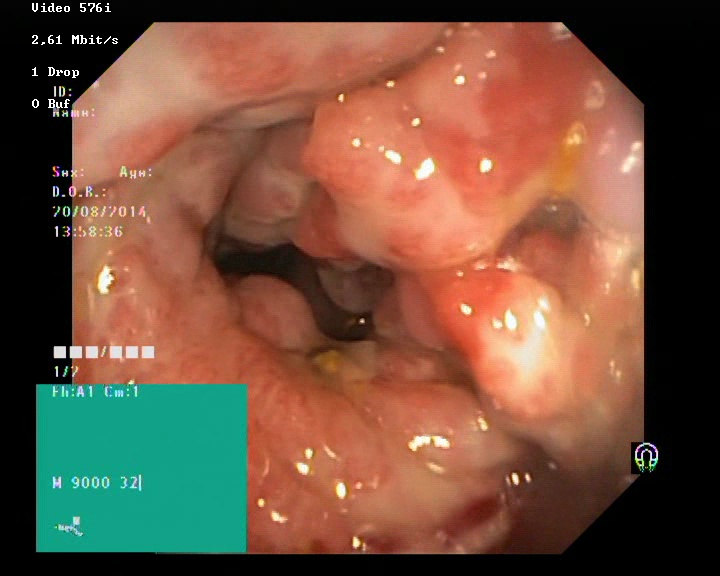 Video 576i
2,61 Mbit/s
1 Drop
ID:
0 Buf
Name:
Sex: Age:
D.O.B.:
20/08/2014
13:58:36
■■■/■■■
1/2
Eh:A1 Cm:1
M 9000 32